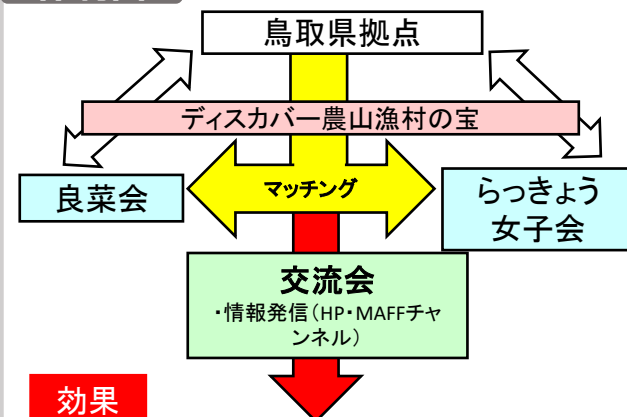 鳥取県拠点
ディスカバー農山漁村の宝
良菜会
マッチング
らっきょう
女子会
交流会
・情報発信（HP・MAFFチャ
ンネル）
効果